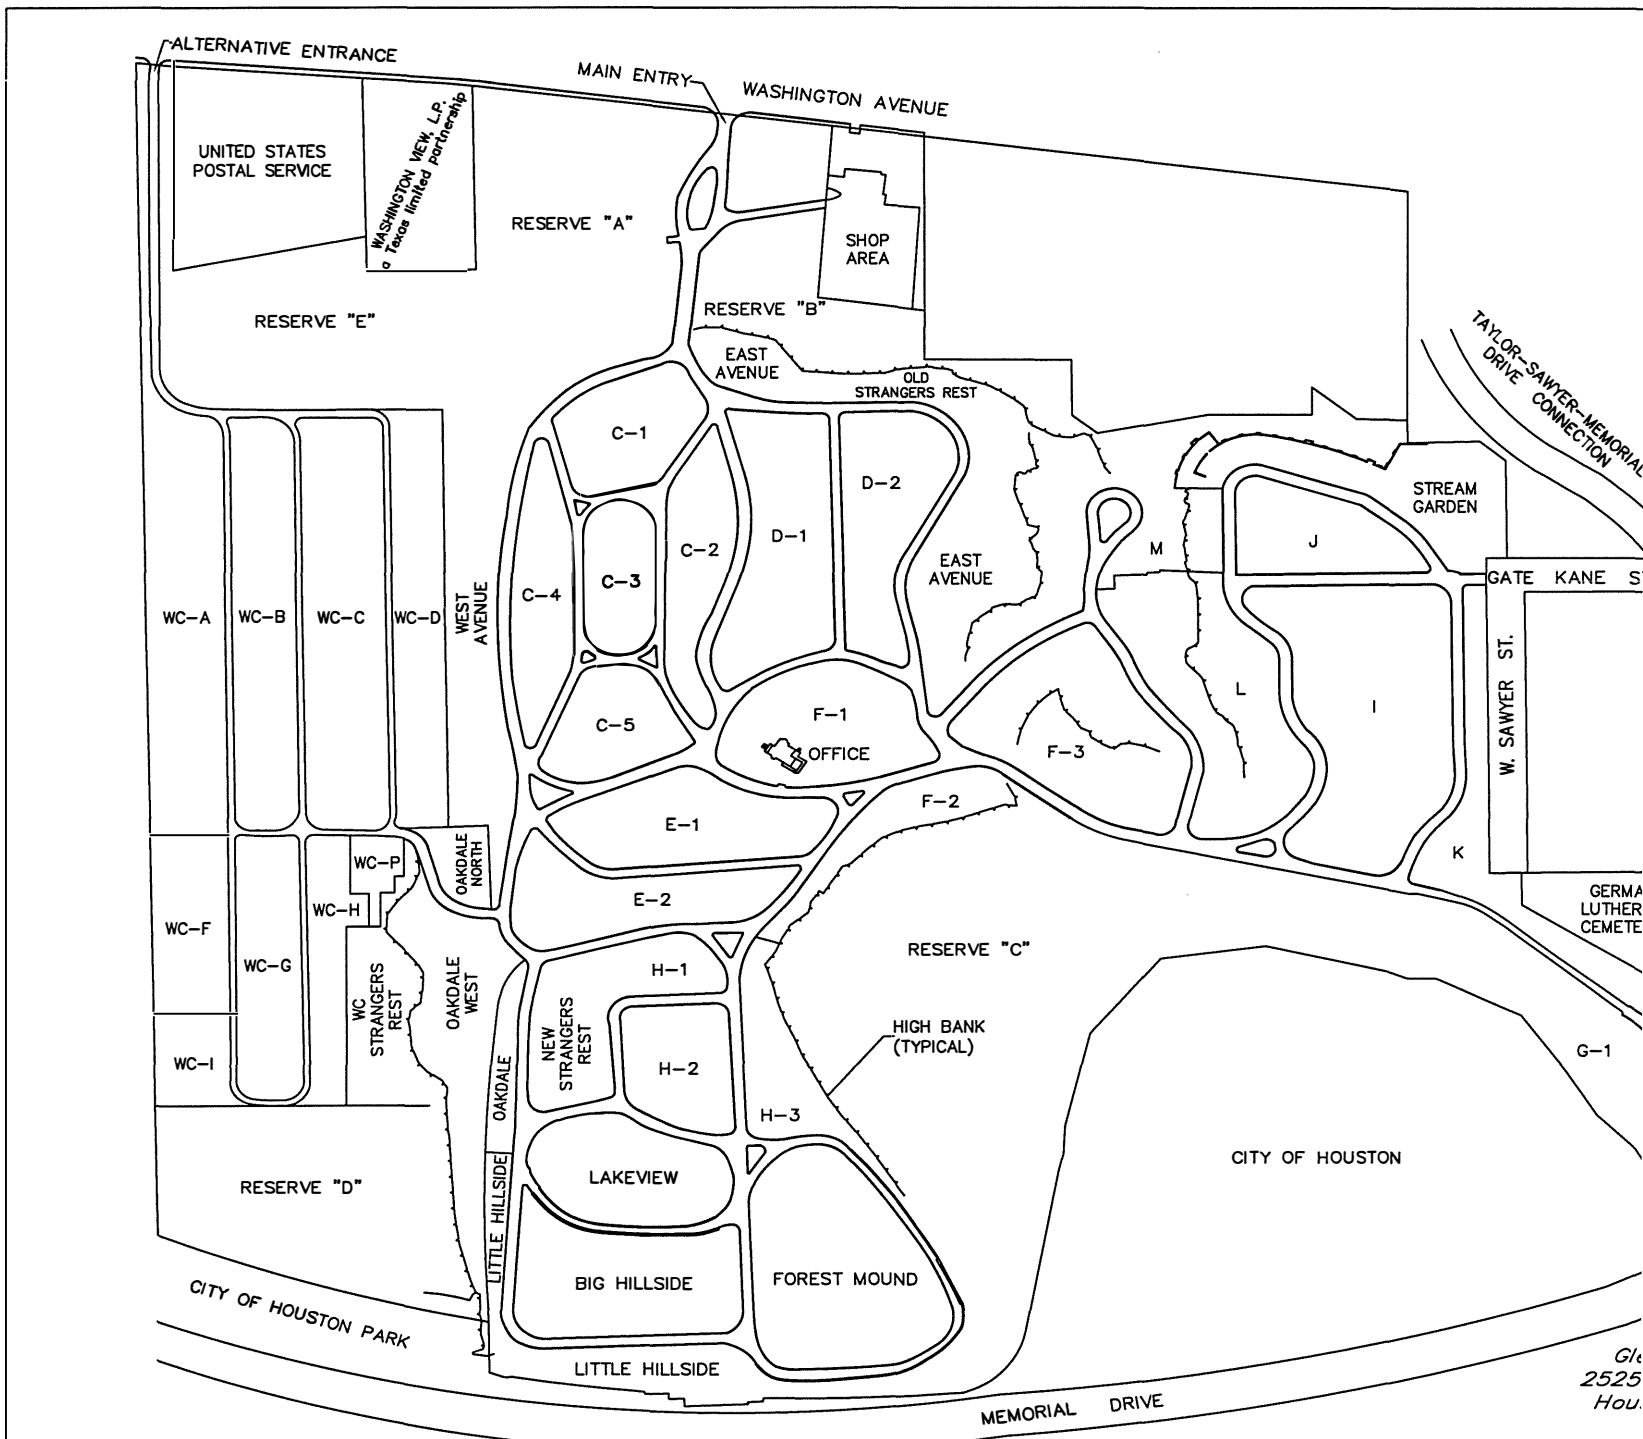 ALTERNATIVE ENTRANCE
MAIN ENTRY
WASHINGTON AVENUE
UNITED STATES
POSTAL SERVICE
WASHINGTON VIEW, L.P.
a Texas limited partnership
RESERVE "A"
SHOP
AREA
RESERVE "E"
RESERVE "B"
EAST
AVENUE
OLD
STRANGERS REST
TAYLOR-SAWYER-MEMORIAL
DRIVE
CONNECTION
C-1
D-2
STREAM
GARDEN
D-1
C-2
M
J
EAST
AVENUE
GATE KANE
C-4
C-3
WC-A
WC-B
WC-C
WC-D
WEST
AVENUE
W. SAWYER ST.
L
I
C-5
F-1
OFFICE
F-3
F-2
E-1
K
OAKDALE
NORTH
WC-P
WC-H
E-2
GERMA
LUTHER
CEMETE
WC-F
WC-G
RESERVE "C"
H-1
WC
STRANGERS
REST
OAKDALE
WEST
NEW
STRANGERS
REST
HIGH BANK
(TYPICAL)
G-1
WC-I
H-2
OAKDALE
H-3
CITY OF HOUSTON
LAKEVIEW
RESERVE "D"
LITTLE HILLSIDE
BIG HILLSIDE
FOREST MOUND
CITY OF HOUSTON PARK
LITTLE HILLSIDE
MEMORIAL DRIVE
Gle
2525
Hous